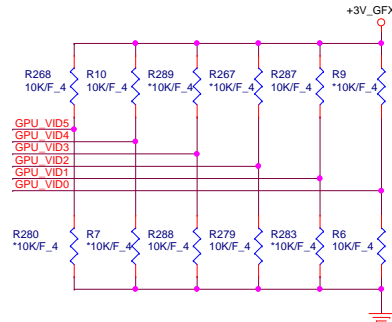 +3V_GFX
R268 R10 R289 R267 R287 R9
10K/F_4 10K/F_4 *10K/F_4 *10K/F_4 10K/F_4 *10K/F_4
GPU_VID5
GPU_VID4
GPU_VID3
GPU_VID2
GPU_VID1
GPU_VID0
R280 R7 R288 R279 R283 R6
*10K/F_4 *10K/F_4 10K/F_4 10K/F_4 *10K/F_4 10K/F_4